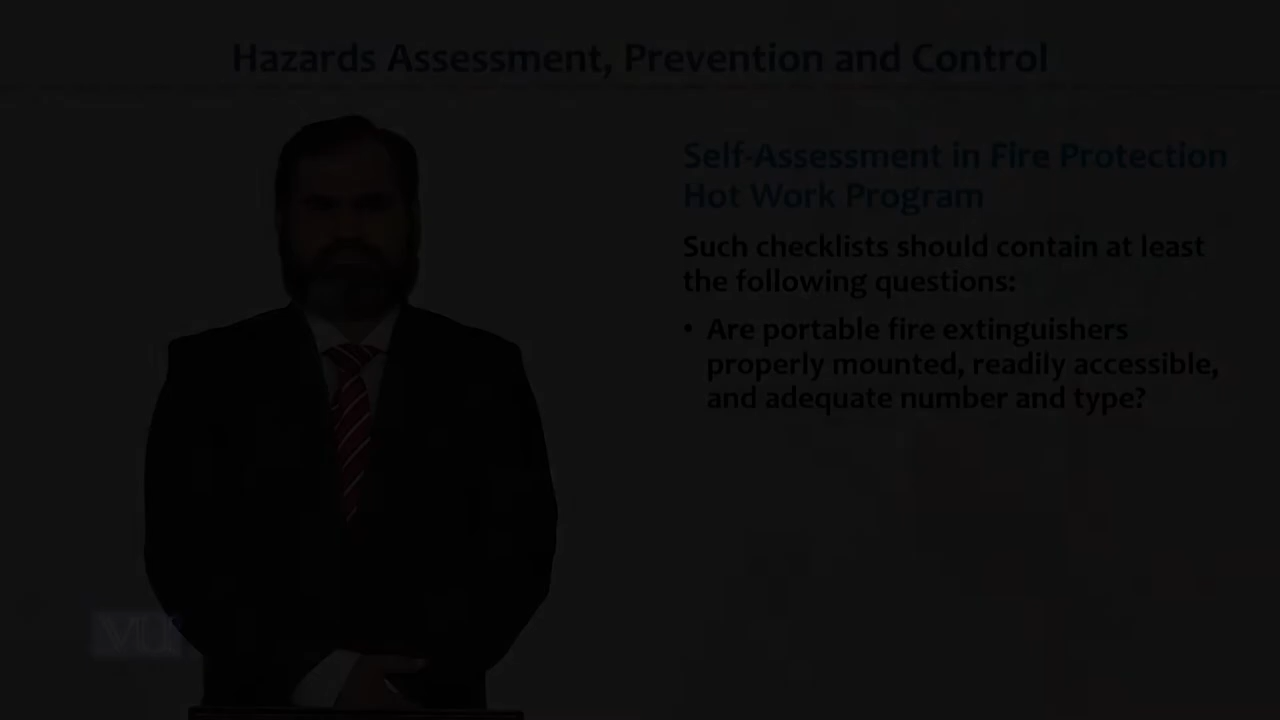 Hazards Assessment, Prevention and Control
Self-Assessment in Fire Protection
Hot Work Program
Such checklists should contain at least
the following questions:
• Are portable fire extinguishers
properly mounted, readily accessible,
and adequate number and type?
VU